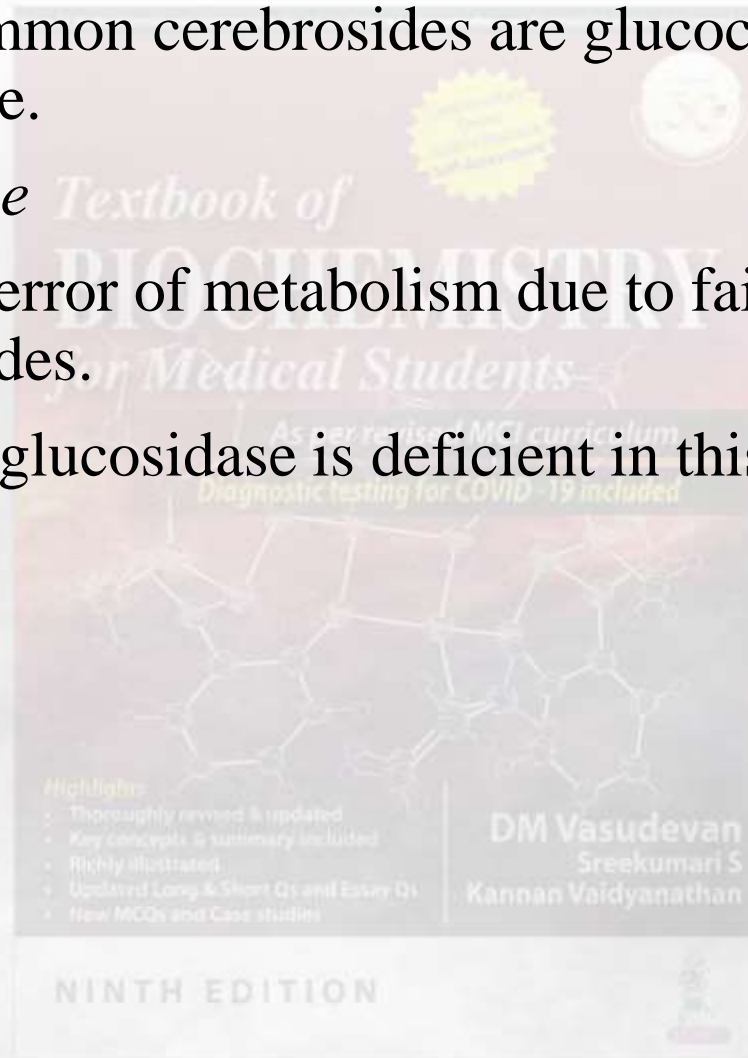 mmon cerebrosides are glucoc
e.
e
Textbook of
BIOCHEMISTRY
error of metabolism due to fai
des.
for Medical Students
As per revised MCI curriculum
glucosidase is deficient in this
Diagnostic testing for COVID-19 included
Highlights
• Thoroughly revised & updated
• Key concepts & summary included
• Richly illustrated
• Updated Long & Short Qs and Essay Qs
• New MCQs and Case studies
DM Vasudevan
Sreekumari S
Kannan Vaidyanathan
NINTH EDITION